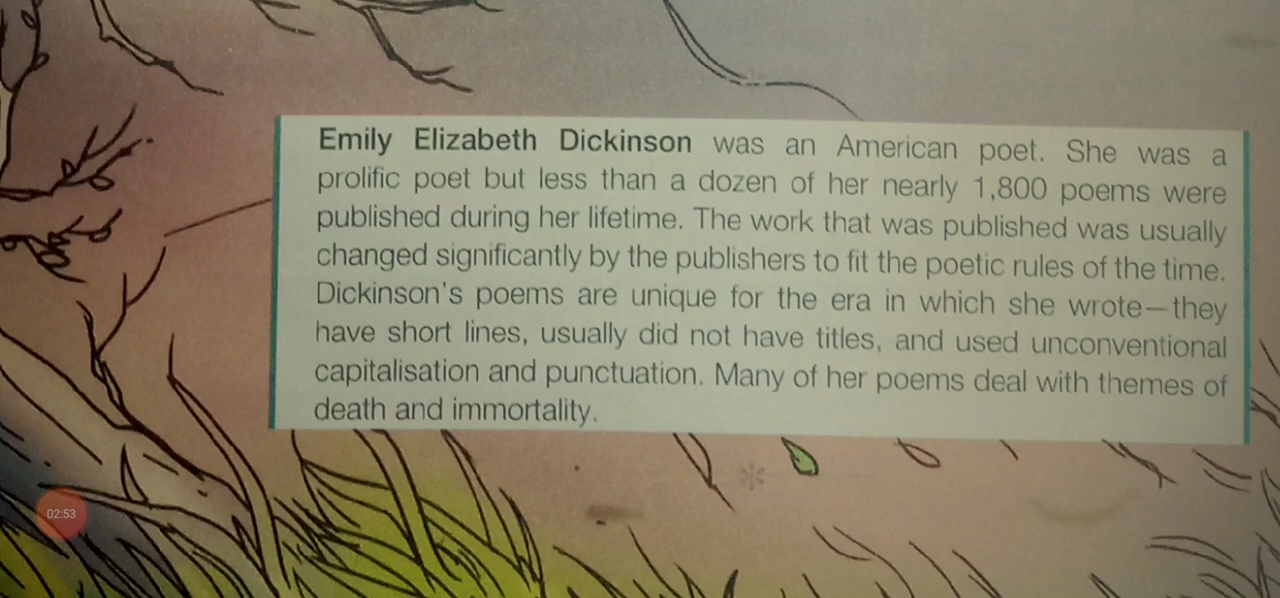 Emily Elizabeth Dickinson was an American poet. She was a
prolific poet but less than a dozen of her nearly 1,800 poems were
published during her lifetime. The work that was published was usually
changed significantly by the publishers to fit the poetic rules of the time.
Dickinson's poems are unique for the era in which she wrote—they
have short lines, usually did not have titles, and used unconventional
capitalisation and punctuation. Many of her poems deal with themes of
death and immortality.
02:53